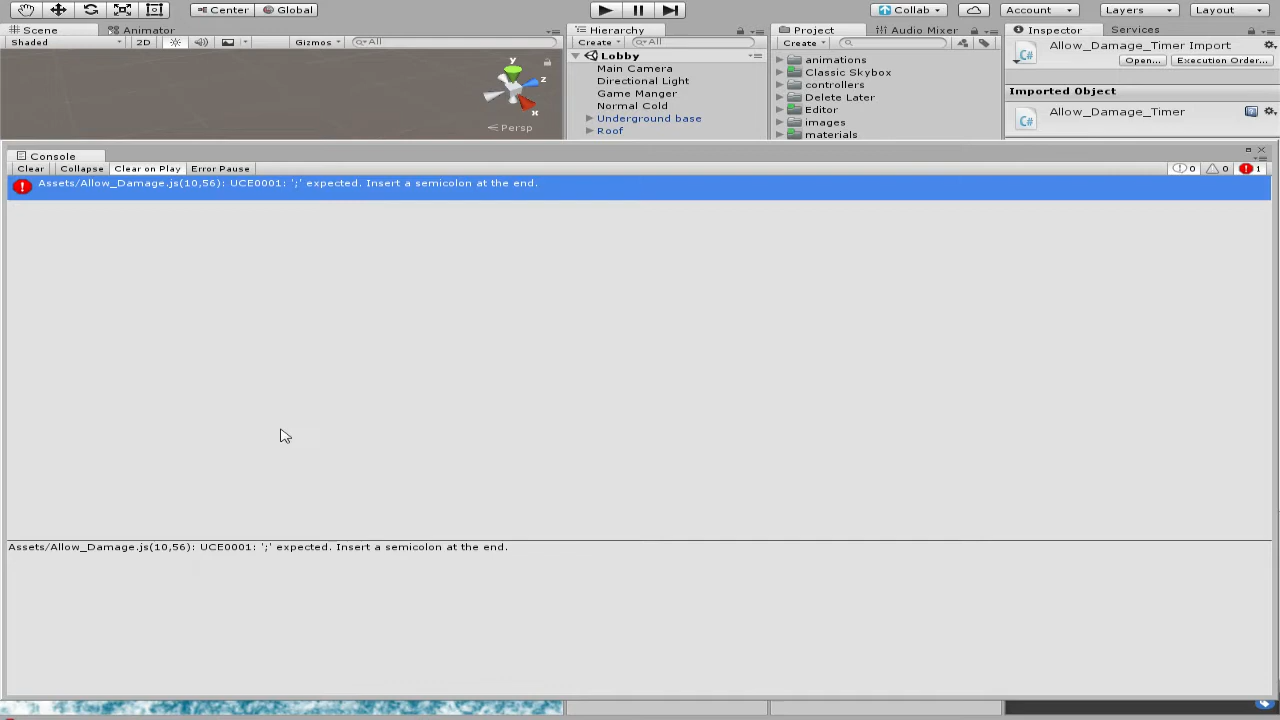 Center Global Collab Account Layers Layout
Scene Animator Hierarchy Project Audio Mixer Inspector Services
Shaded 2D Gizmos All Create All Create Allow_Damage_Timer Import
Lobby Open... Execution Order...
Main Camera
Directional Light
Game Manger
Normal Cold
Underground base
Roof
animations
Classic Skybox
controllers
Delete Later
Editor
images
materials
Imported Object
Allow_Damage_Timer
C#
C#
y
z
x
Persp
Console
Clear Collapse Clear on Play Error Pause 0 0 1
Assets/Allow_Damage.js(10,56): UCE0001: ';' expected. Insert a semicolon at the end.
Assets/Allow_Damage.js(10,56): UCE0001: ';' expected. Insert a semicolon at the end.